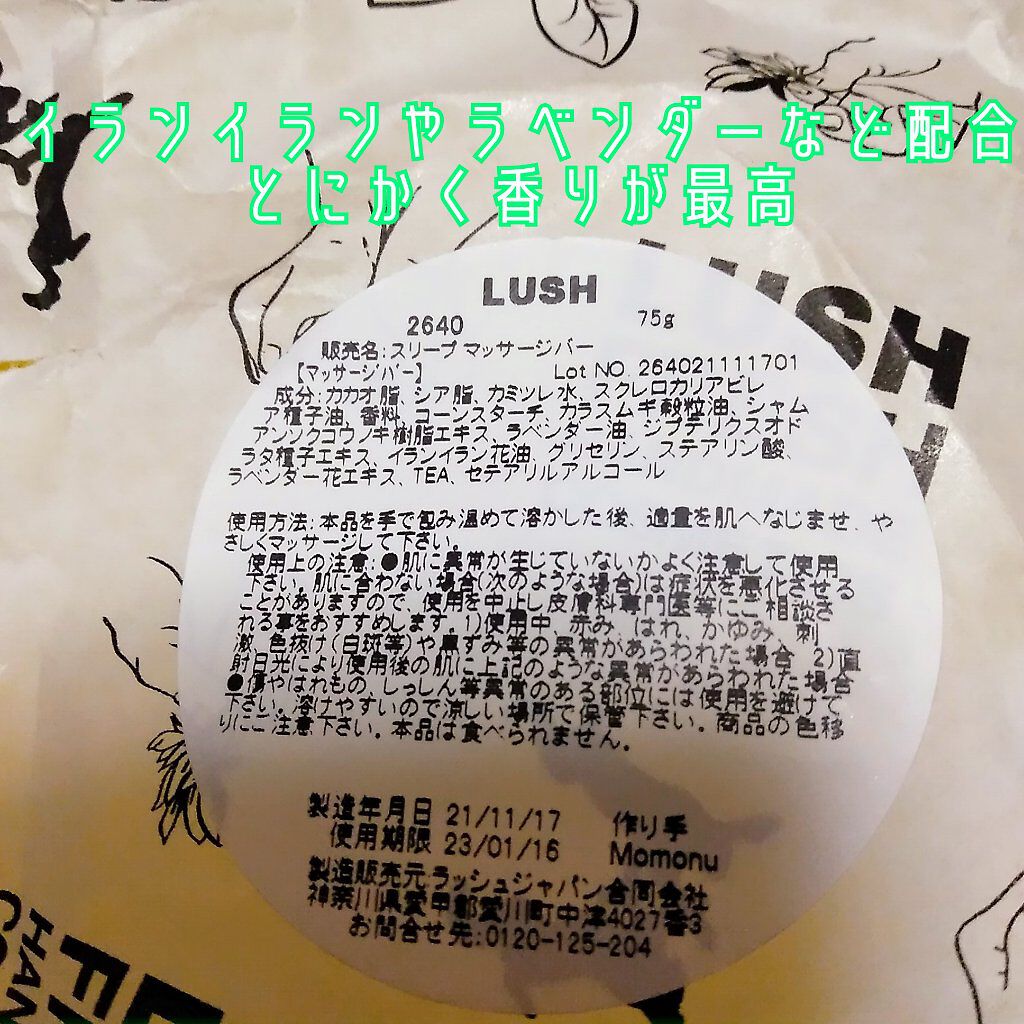 イランイランやラベンダーなど配合
とにかく香りが最高
LUSH
LUSH
2640 75g
販売名:スリープ マッサージバー
【マッサージバー】 Lot NO. 264021111701
成分:カカオ脂、シア脂、カミツレ水、スクレロカリアビレ
ア種子油、香料、コーンスターチ、カラスムギ穀粒油、シャム
アンソクコウノキ樹脂エキス、ラベンダー油、ジプテリクスオド
ラタ種子エキス、イランイラン花油、グリセリン、ステアリン酸、
ラベンダー花エキス、TEA、セテアリルアルコール
使用方法:本品を手で包み温めて溶かした後、適量を肌へなじませ、や
さしくマッサージして下さい。
使用上の注意:●肌に異常が生じていないかよく注意して使用
下さい。肌に合わない場合(次のような場合)は症状を悪化させる
ことがありますので、使用を中止し皮膚科専門医等にご相談さ
れる事をおすすめします。1)使用中、赤み、はれ、かゆみ、刺
激、色抜け(白斑等)や黒ずみ等の異常があらわれた場合 2)直
射日光により使用後の肌に上記のような異常があらわれた場合
●傷やはれもの、しっしん等異常のある部位には使用を避けて
下さい。溶けやすいので涼しい場所で保管下さい。商品の色移
りにご注意下さい。本品は食べられません。
製造年月日 21/11/17 作り手
使用期限 23/01/16 Momonu
製造販売元:ラッシュジャパン合同会社
神奈川県愛甲郡愛川町中津4027番3
お問合せ先:0120-125-204